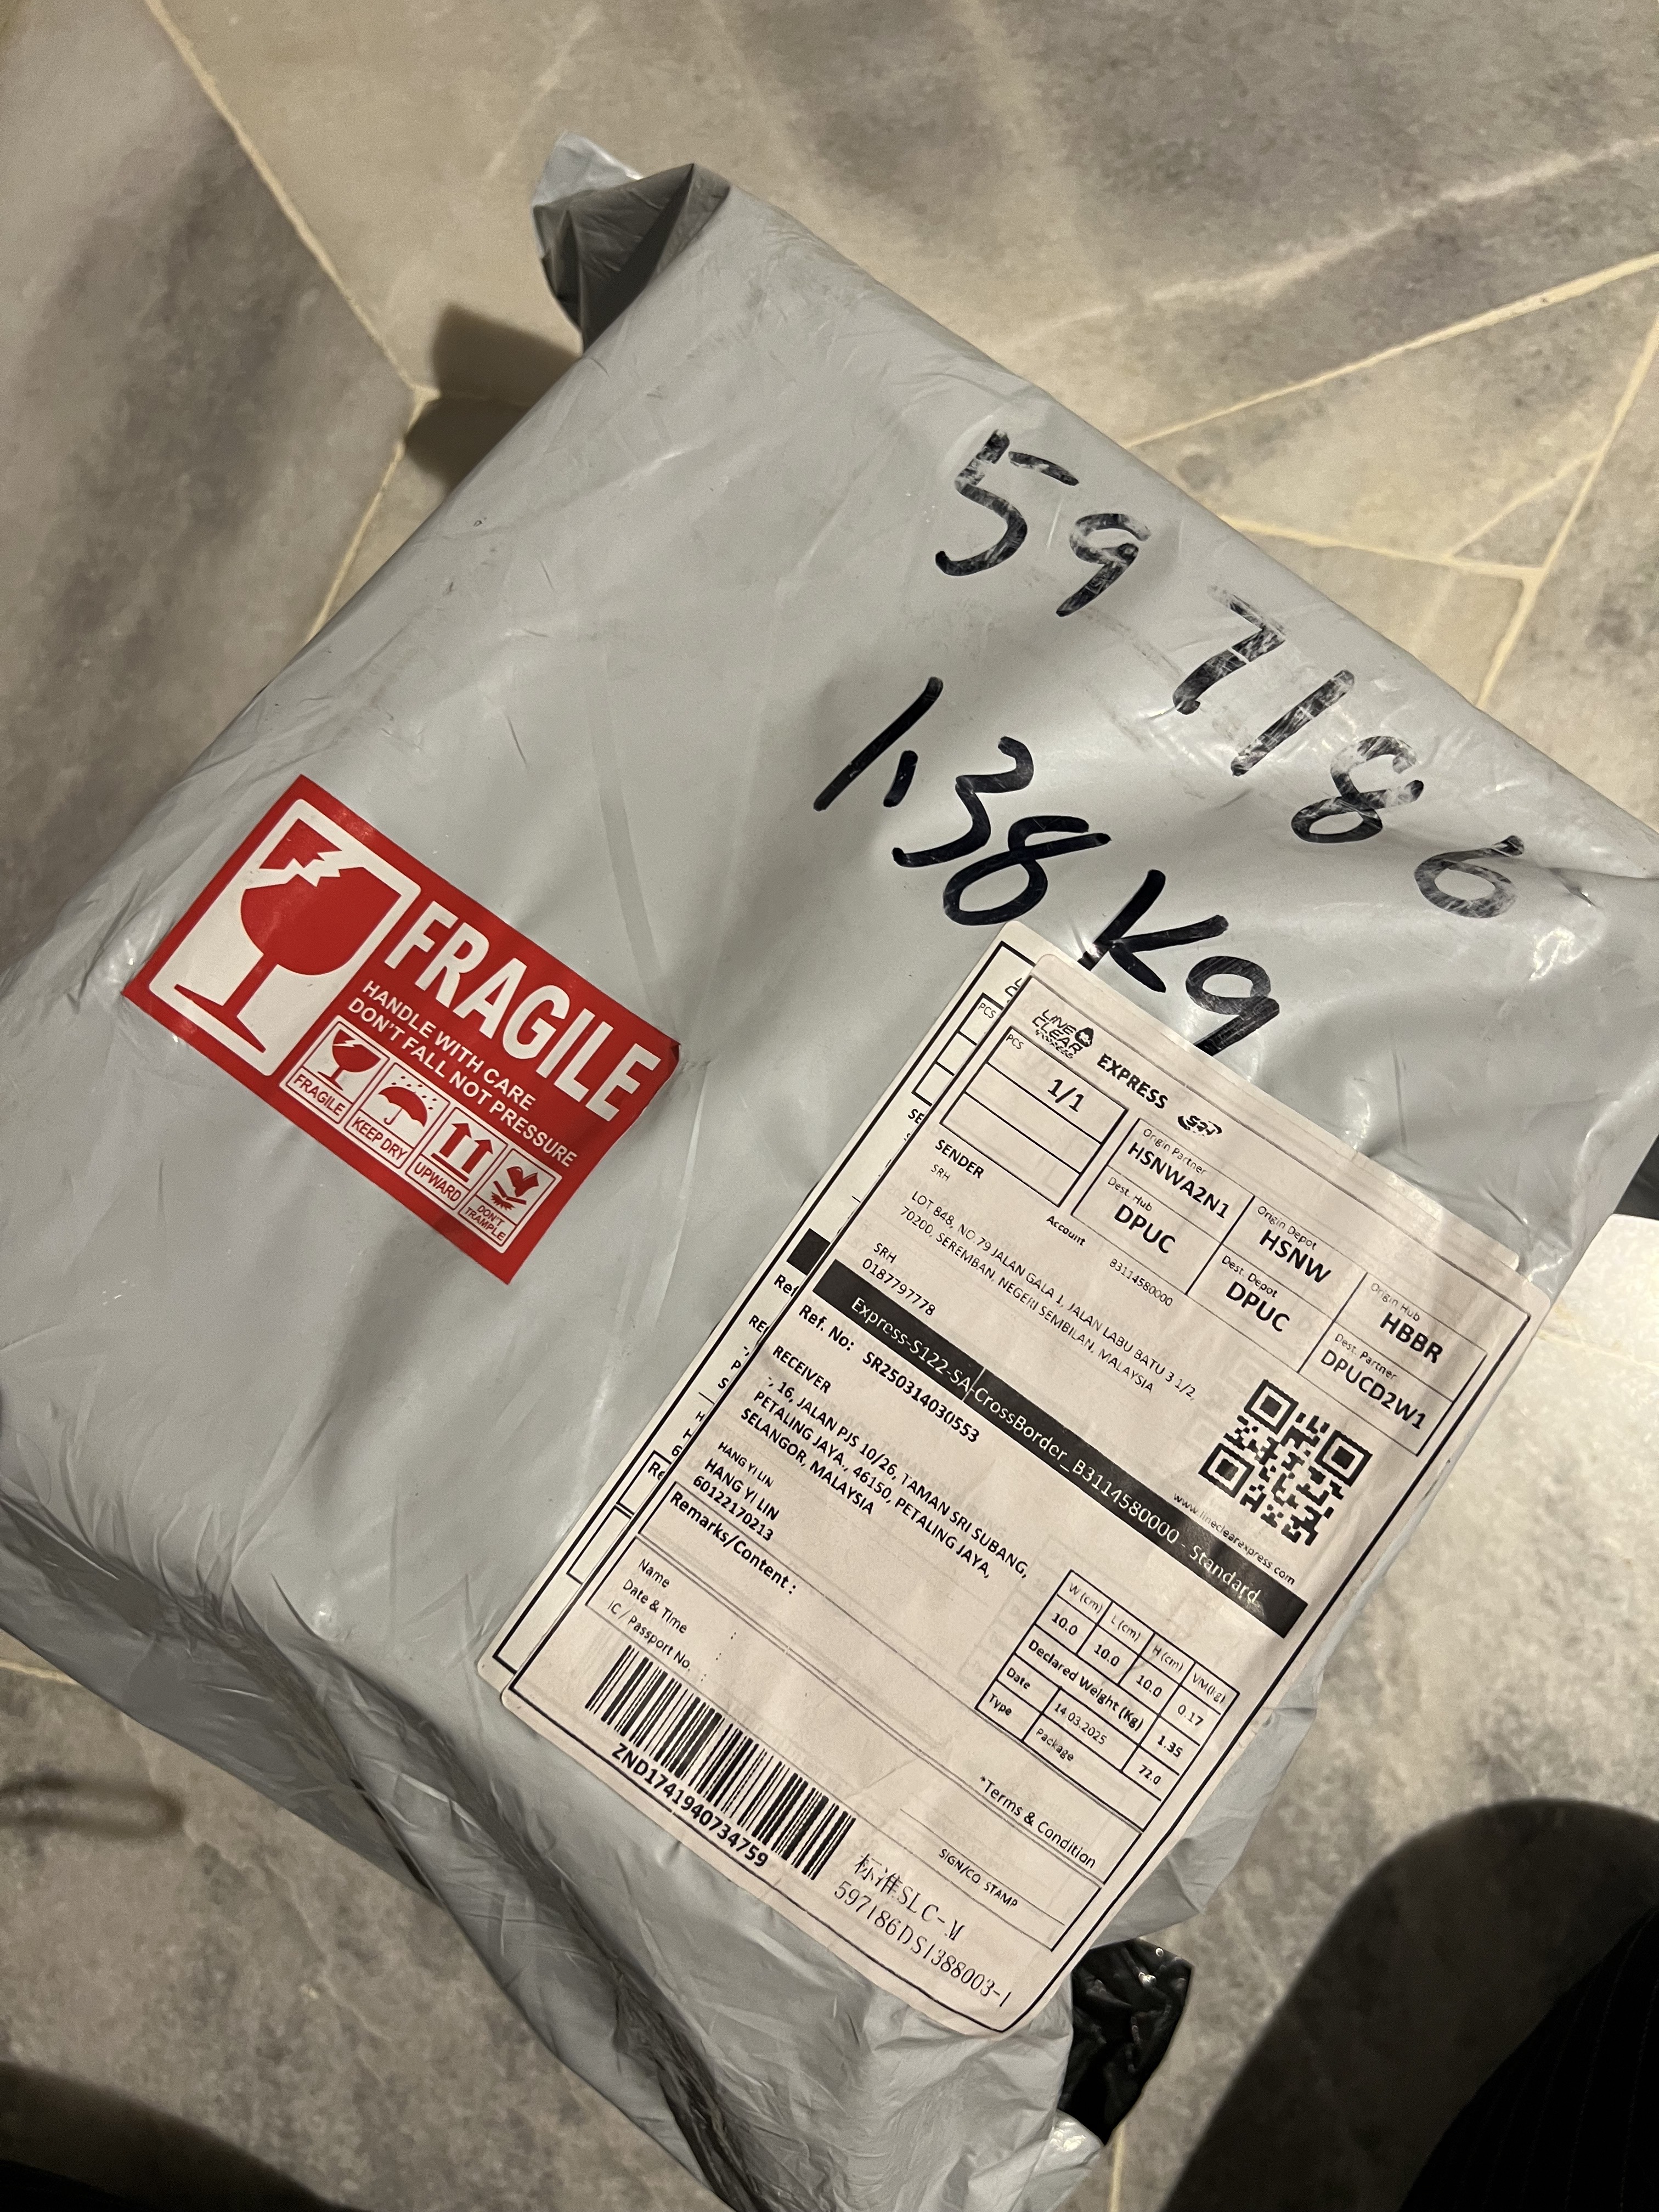 597186
1.38 Kg
FRAGILE
HANDLE WITH CARE
DON'T FALL NOT PRESSURE
FRAGILE
KEEP DRY
UPWARD
DON'T TRAMPLE
LINE CLEAR EXPRESS
EXPRESS
PCS
1/1
Origin Partner
HSNWA2N1
Origin Depot
HSNW
Origin Hub
HBBR
Dest. Hub
DPUC
Dest. Depot
DPUC
Dest. Partner
DPUCD2W1
SENDER
Account
B3114580000
SRH
LOT 848, NO.79 JALAN GALA 1, JALAN LABU BATU 3 1/2,
70200, SEREMBAN, NEGERI SEMBILAN, MALAYSIA
SRH
0187797778
www.lineclearexpress.com
Express-S122-SA-CrossBorder_B3114580000 - Standard
Ref. No: SR250314030553
RECEIVER
-, 16, JALAN PJS 10/26, TAMAN SRI SUBANG,
PETALING JAYA., 46150, PETALING JAYA,
SELANGOR, MALAYSIA
HANG YI LIN
HANG YI LIN
60122170213
W (cm) L (cm) H (cm) VM(kg)
10.0 10.0 10.0 0.17
Declared Weight (Kg) 1.35
Date 14.03.2025 72.0
Type Package
Remarks/Content :
*Terms & Condition
Name :
Date & Time :
IC / Passport No. :
SIGN/CO STAMP
ZND1741940734759
标准SLC-M
597186DS1388003-1